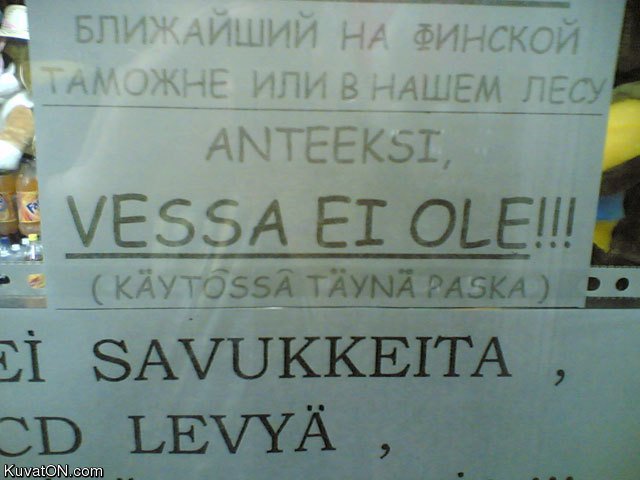 БЛИЖАЙШИЙ НА ФИНСКОЙ
ТАМОЖНЕ ИЛИ В НАШЕМ ЛЕСУ
ANTEEKSI,
VESSA EI OLE!!!
( KÄYTÖSSÄ TÄYNÄ PASKA )
EI SAVUKKEITA ,
CD LEVYÄ ,
KuvatON.com